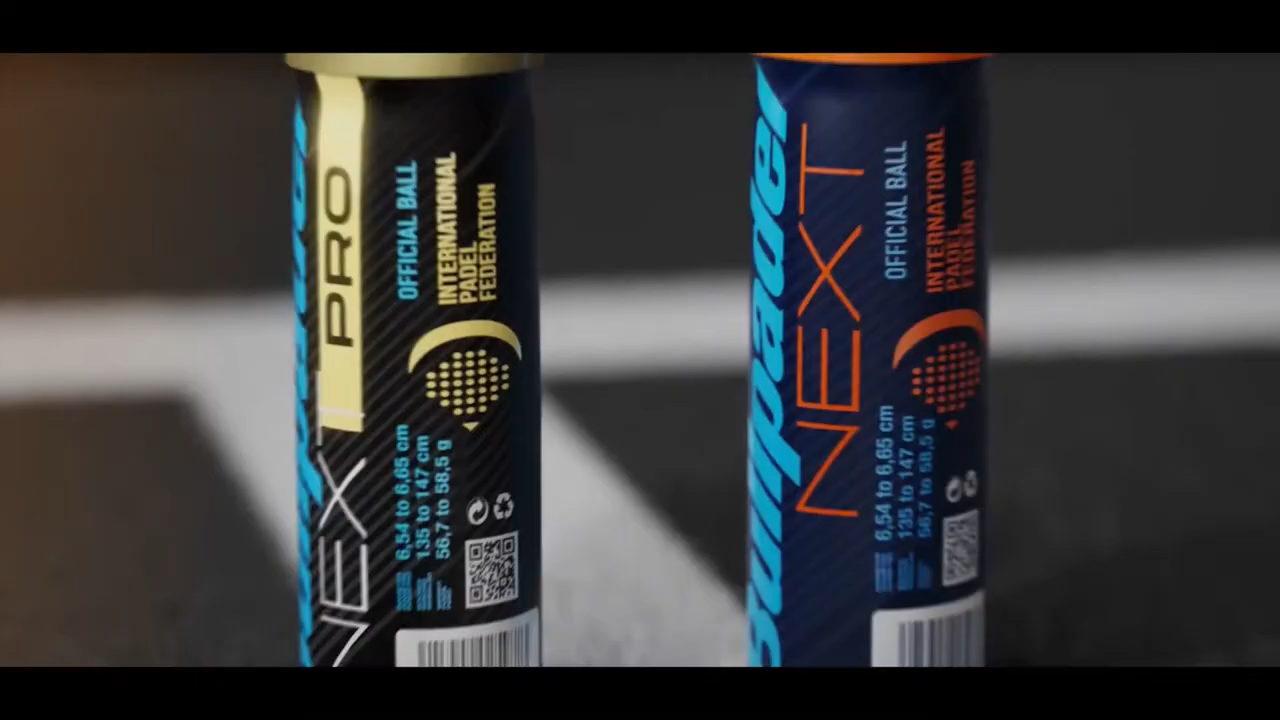 Bullpadel
NEXT
PRO
OFFICIAL BALL
INTERNATIONAL
PADEL
FEDERATION
6,54 to 6,65 cm
135 to 147 cm
56,7 to 58,5 g
Bullpadel
NEXT
OFFICIAL BALL
INTERNATIONAL
PADEL
FEDERATION
6,54 to 6,65 cm
135 to 147 cm
56,7 to 58,5 g